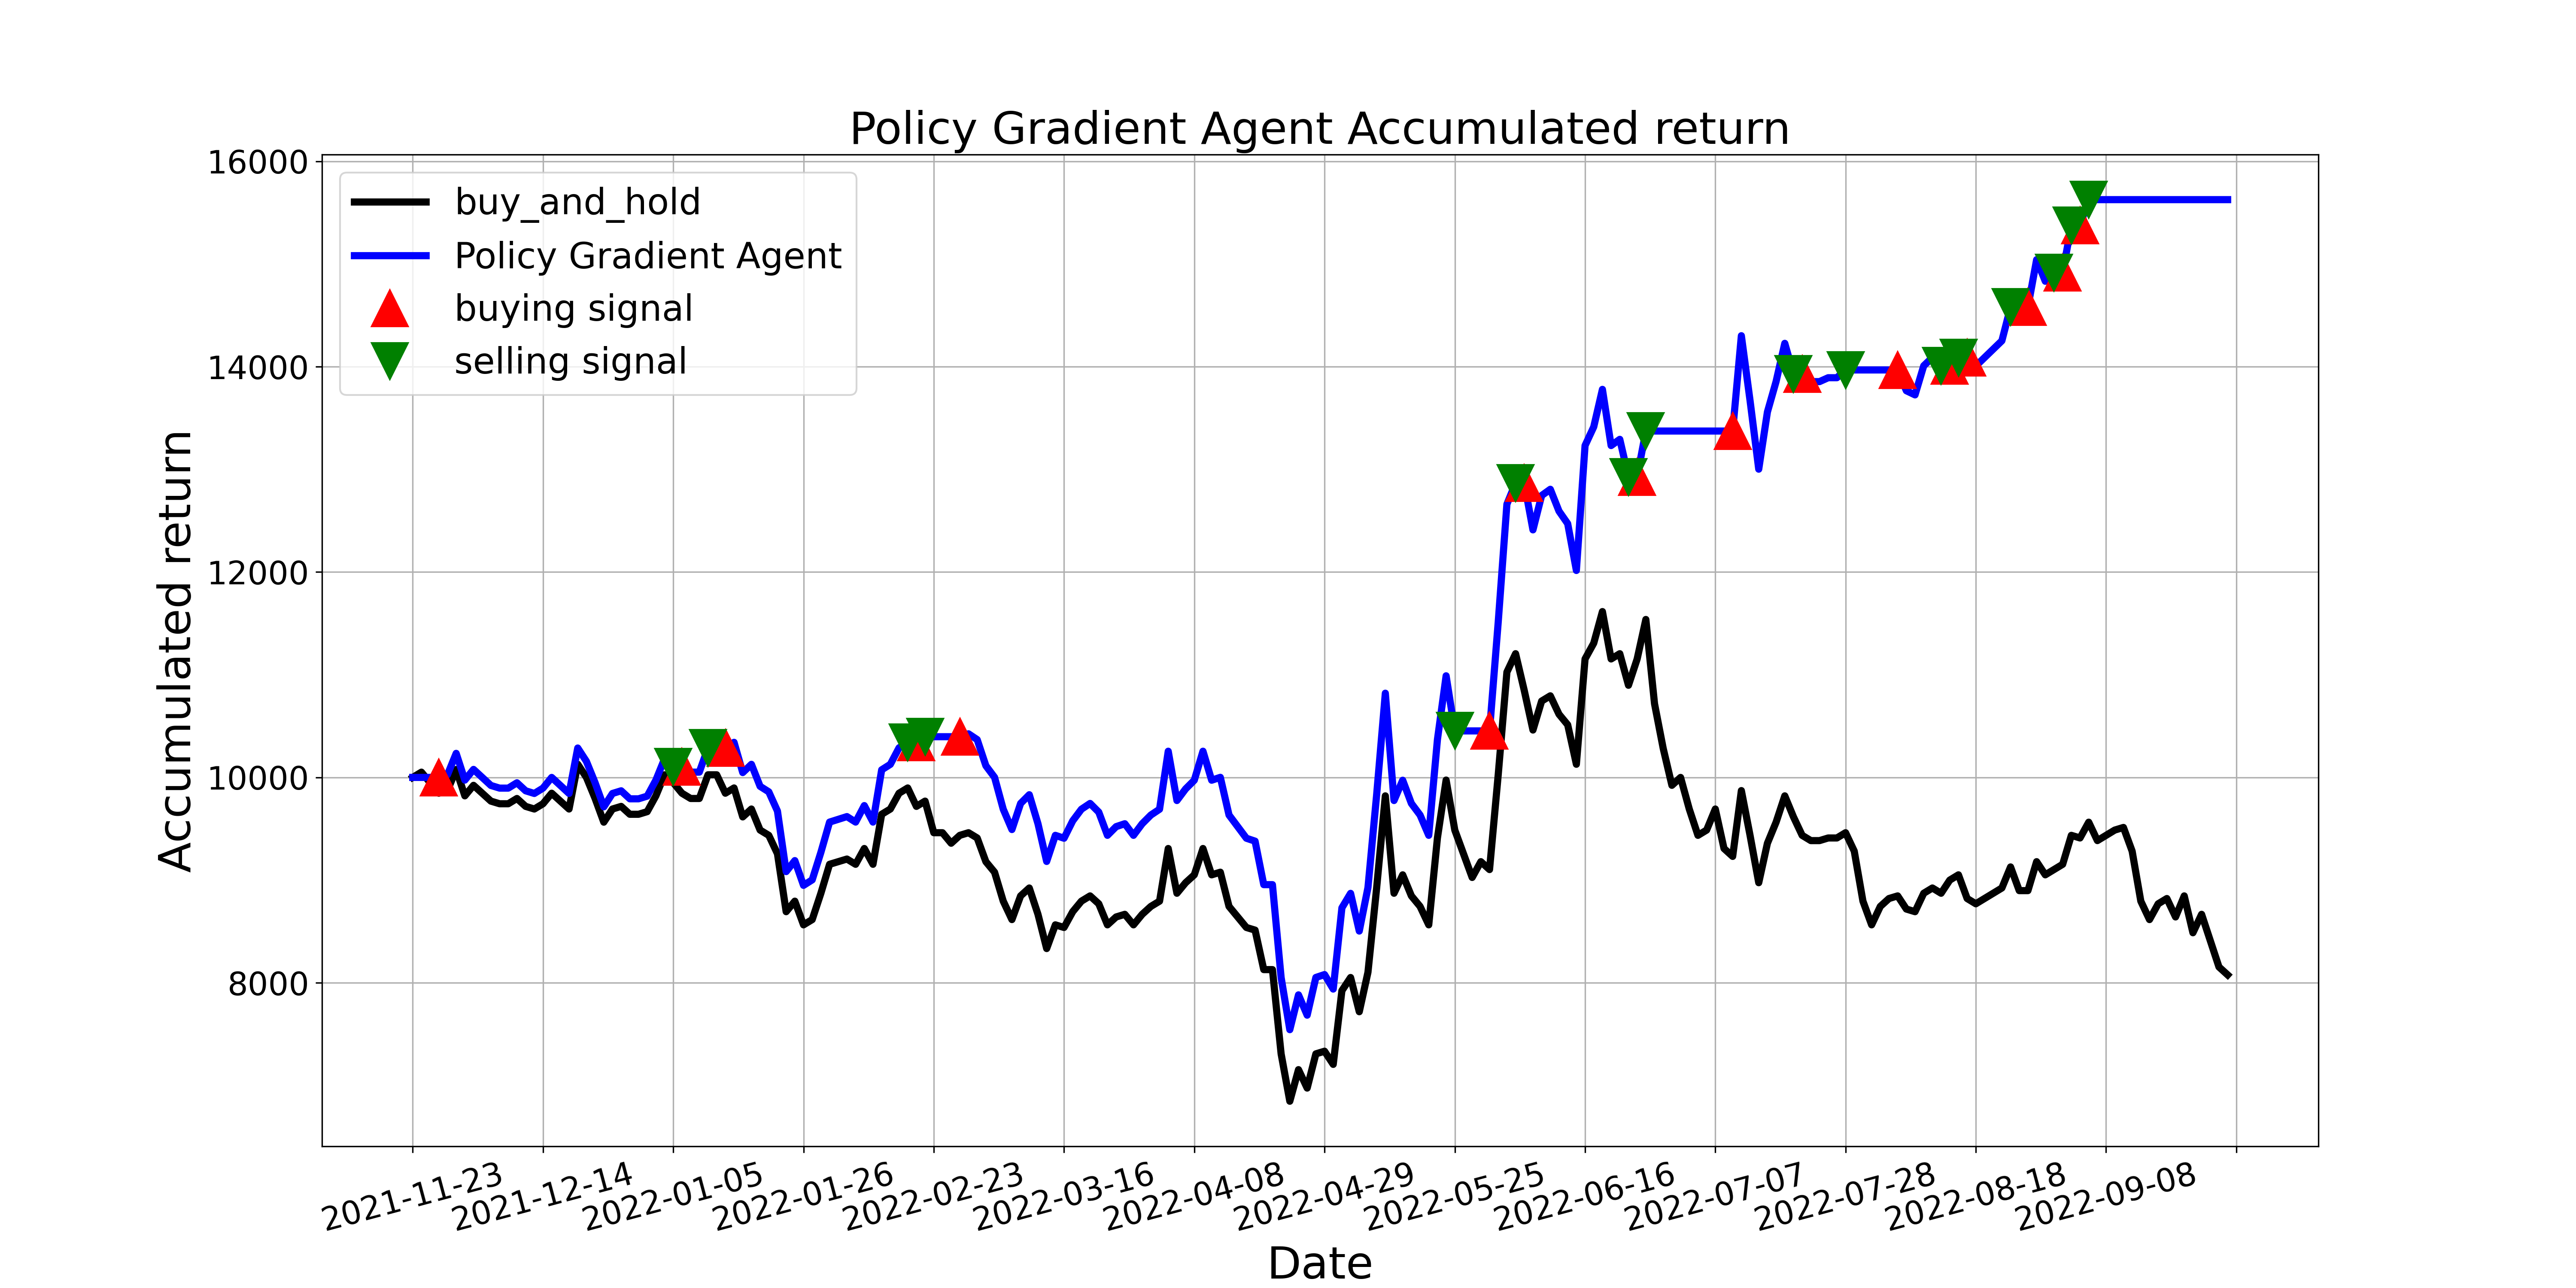 Policy Gradient Agent Accumulated return
16000
14000
12000
10000
8000
Accumulated return
buy_and_hold
Policy Gradient Agent
buying signal
selling signal
2021-11-23
2021-12-14
2022-01-05
2022-01-26
2022-02-23
2022-03-16
2022-04-08
2022-04-29
2022-05-25
2022-06-16
2022-07-07
2022-07-28
2022-08-18
2022-09-08
Date